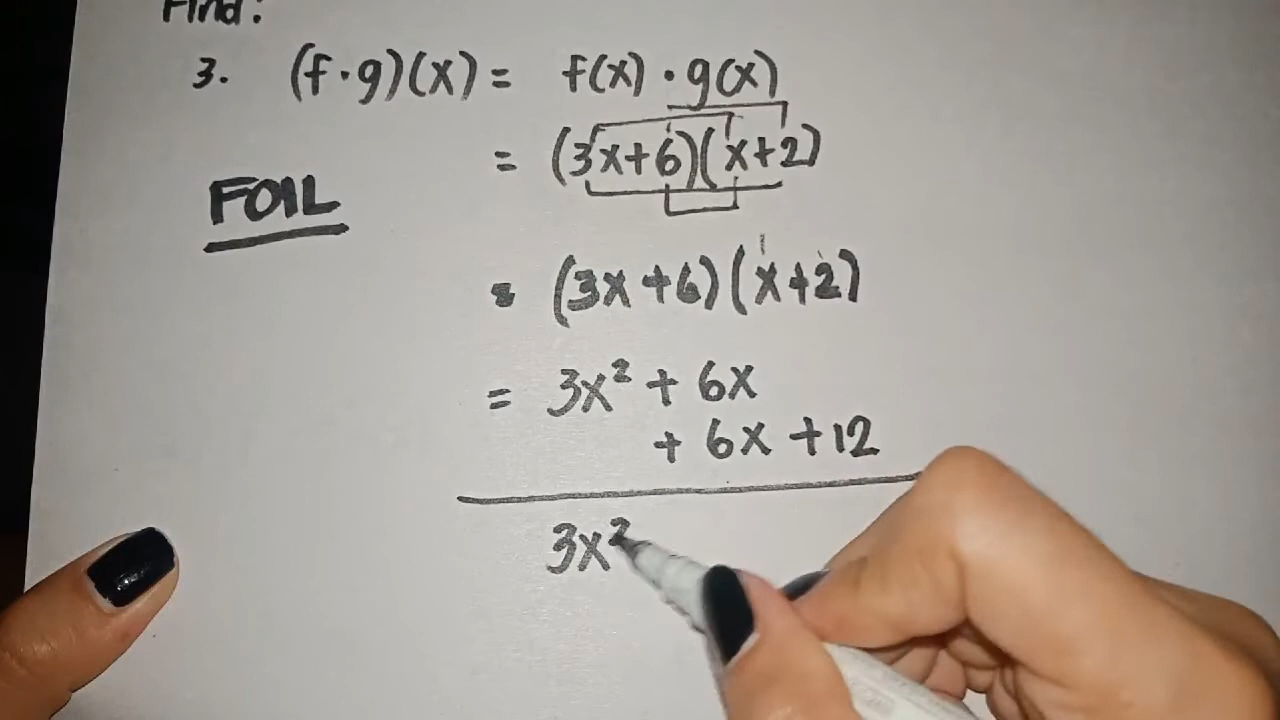 Find:
3. (f·g)(x) = f(x) · g(x)
= (3x+6)(x+2)
FOIL
= (3x+6)(x+2)
= 3x² + 6x
+ 6x +12
3x²